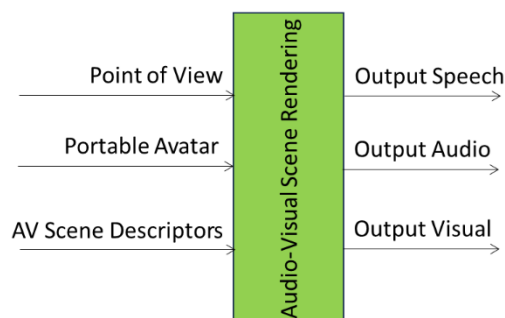 Point of View
Portable Avatar
AV Scene Descriptors
Audio-Visual Scene Rendering
Output Speech
Output Audio
Output Visual